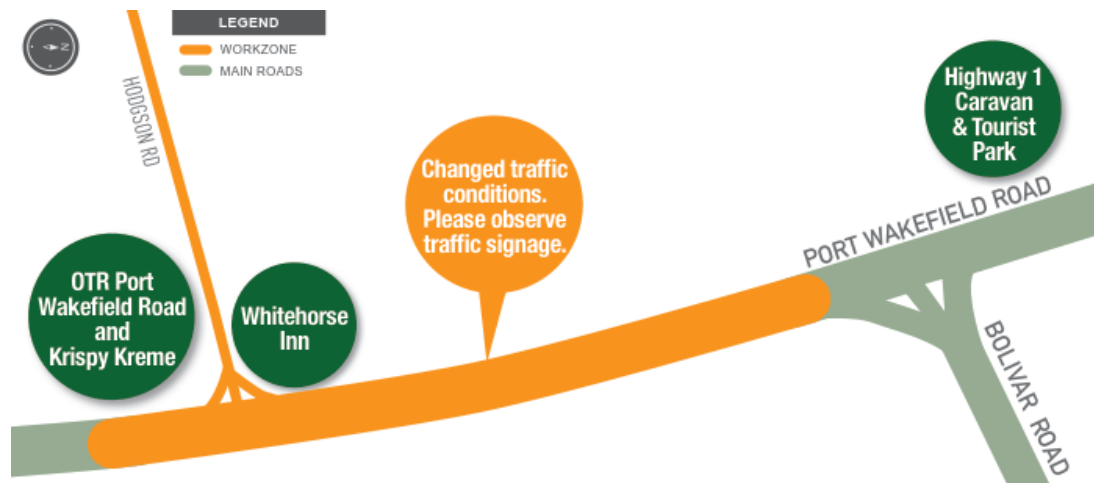 LEGEND
WORKZONE
MAIN ROADS
N
HODGSON RD
Highway 1
Caravan
& Tourist
Park
Changed traffic
conditions.
Please observe
traffic signage.
PORT WAKEFIELD ROAD
OTR Port
Wakefield Road
and
Krispy Kreme
Whitehorse
Inn
BOLIVAR ROAD